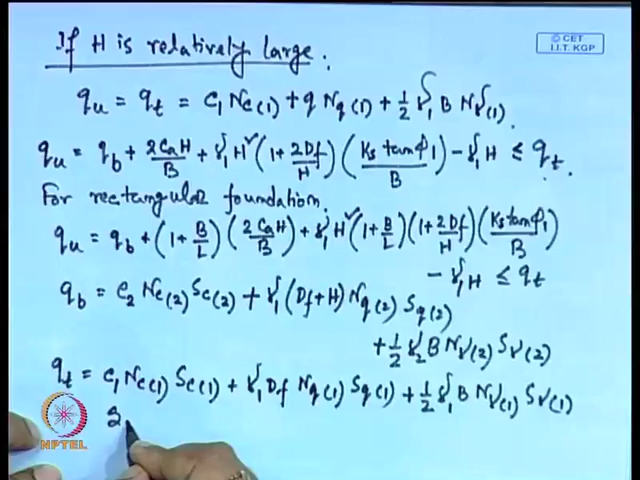 If H is relatively large :
© CET
I.I.T. KGP
qu = qt = c1 Nc(1) + q Nq(1) + 1/2 γ1 B Nγ(1).
qu = qb + 2CaH/B + γ1 H² (1 + 2Df/H) (Ks tanφ1/B) − γ1 H ≤ qt.
For rectangular foundation.
qu = qb + (1 + B/L) (2CaH/B) + γ1 H² (1 + B/L) (1 + 2Df/H) (Ks tanφ1/B)
− γ1 H ≤ qt
qb = c2 Nc(2) Sc(2) + γ1 (Df + H) Nq(2) Sq(2)
+ 1/2 γ2 B Nγ(2) Sγ(2)
qt = c1 Nc(1) Sc(1) + γ1 Df Nq(1) Sq(1) + 1/2 γ1 B Nγ(1) Sγ(1)
NPTEL